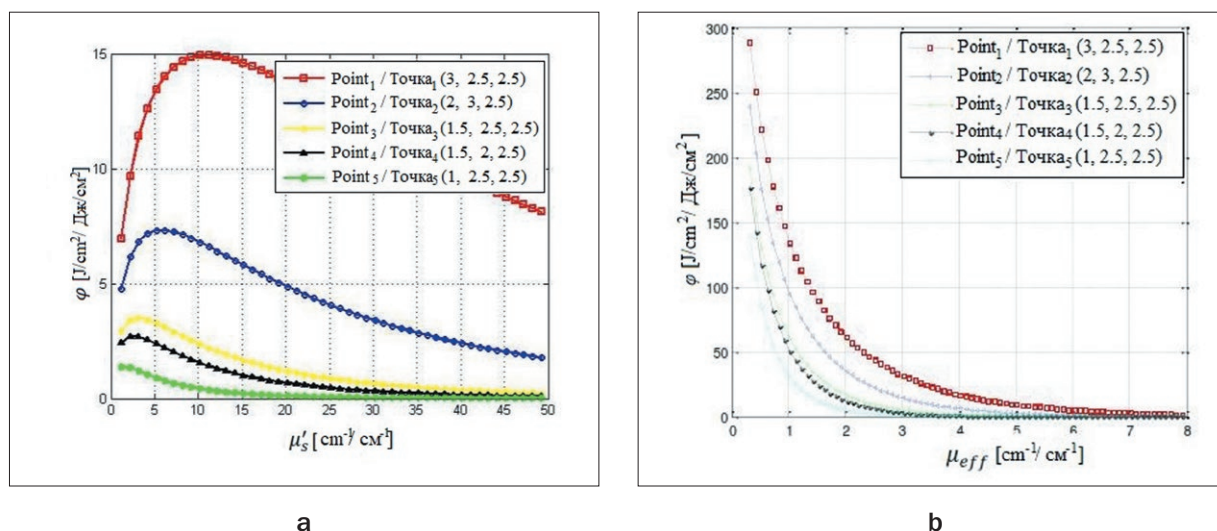 15
10
5
0
0 5 10 15 20 25 30 35 40 45 50
φ [J/cm²/ Дж/см²]
μ′ₛ [cm⁻¹/ см⁻¹]
Point₁ / Точка₁ (3, 2.5, 2.5)
Point₂ / Точка₂ (2, 3, 2.5)
Point₃ / Точка₃ (1.5, 2.5, 2.5)
Point₄ / Точка₄ (1.5, 2, 2.5)
Point₅ / Точка₅ (1, 2.5, 2.5)
a
300
250
200
150
100
50
0
0 1 2 3 4 5 6 7 8
φ [J/cm²/ Дж/см²]
μ_eff [cm⁻¹/ см⁻¹]
Point₁ / Точка₁ (3, 2.5, 2.5)
Point₂ / Точка₂ (2, 3, 2.5)
Point₃ / Точка₃ (1.5, 2.5, 2.5)
Point₄ / Точка₄ (1.5, 2, 2.5)
Point₅ / Точка₅ (1, 2.5, 2.5)
b